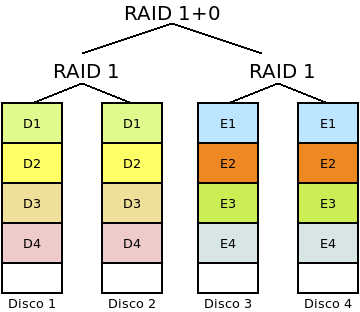 RAID 1+0
RAID 1 RAID 1
D1 D1 E1 E1
D2 D2 E2 E2
D3 D3 E3 E3
D4 D4 E4 E4
Disco 1 Disco 2 Disco 3 Disco 4